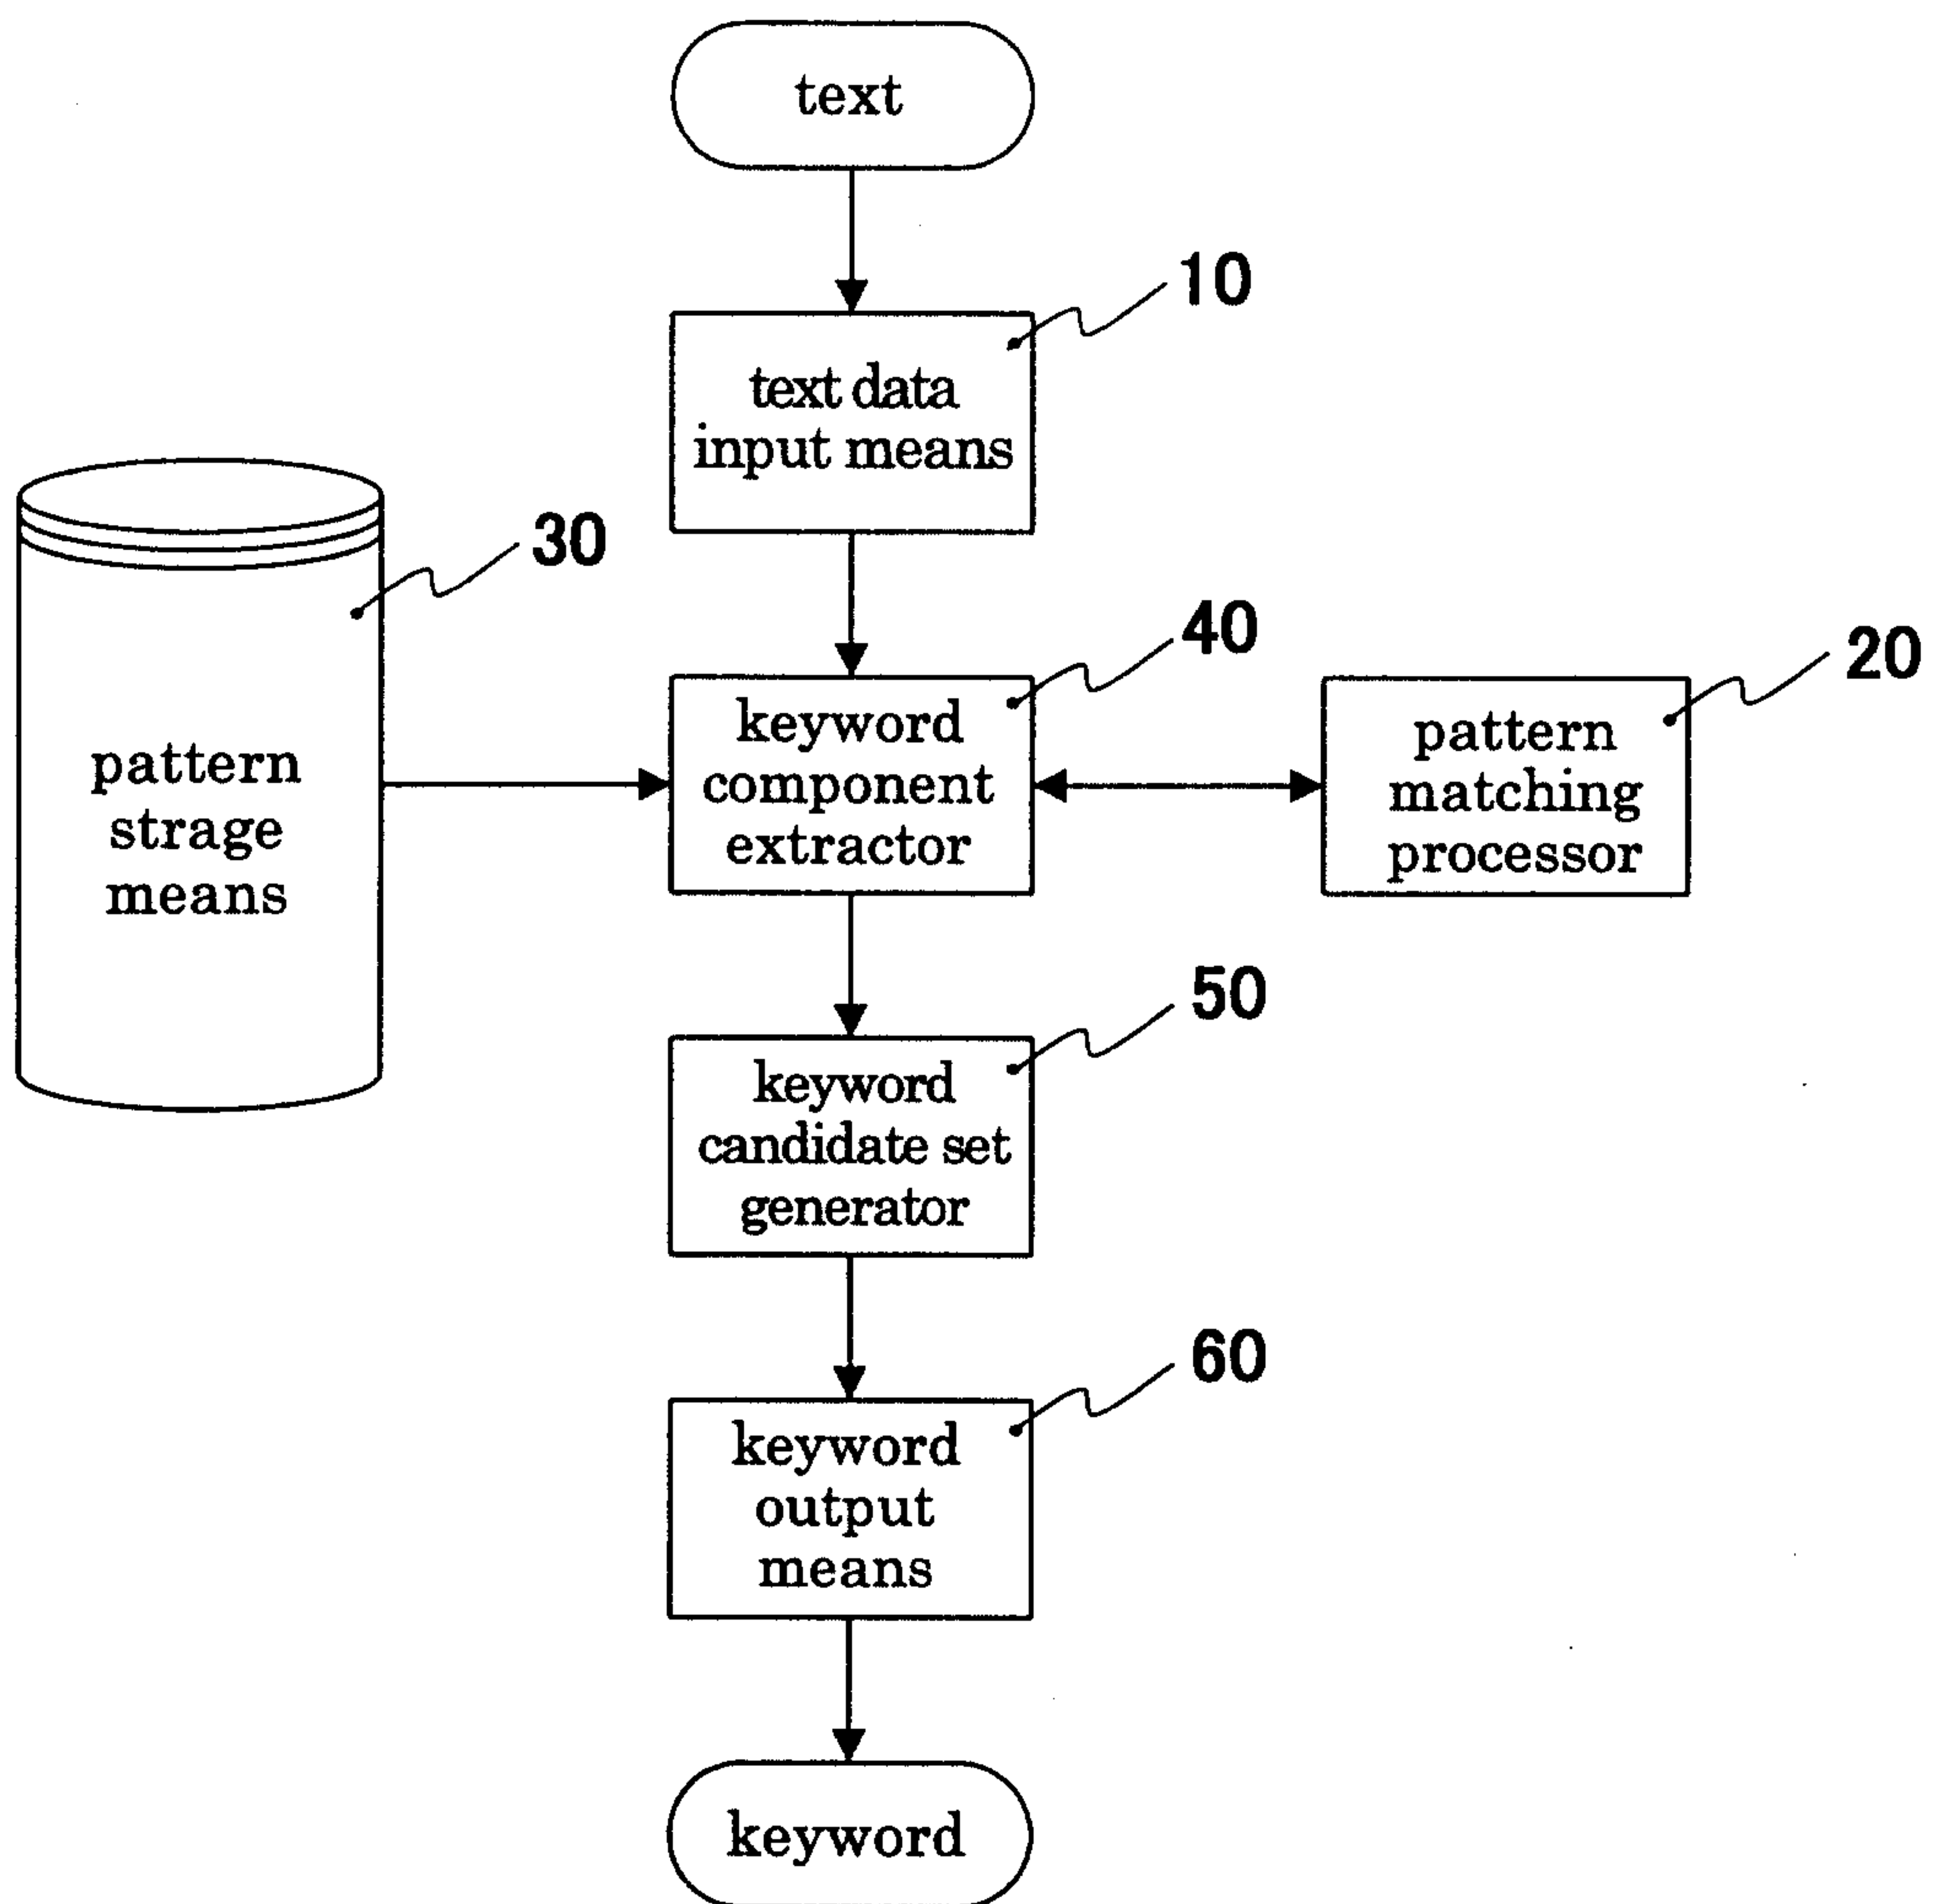 text
10
text data
input means
30
pattern
strage
means
40
keyword
component
extractor
20
pattern
matching
processor
50
keyword
candidate set
generator
60
keyword
output
means
keyword